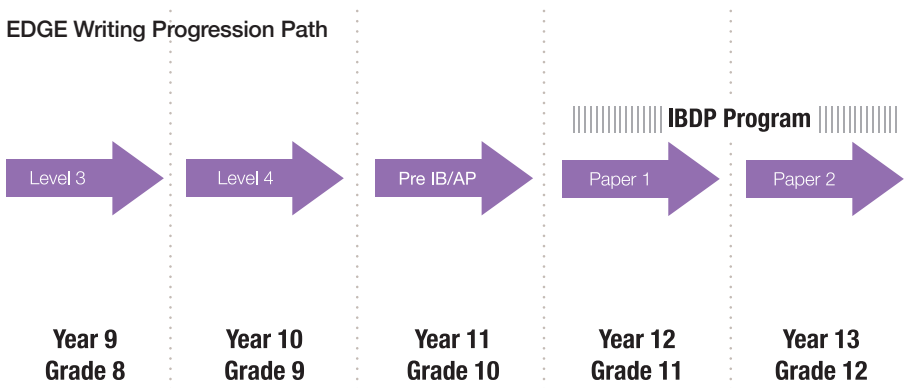 EDGE Writing Progression Path
IBDP Program
Level 3
Level 4
Pre IB/AP
Paper 1
Paper 2
Year 9
Grade 8
Year 10
Grade 9
Year 11
Grade 10
Year 12
Grade 11
Year 13
Grade 12